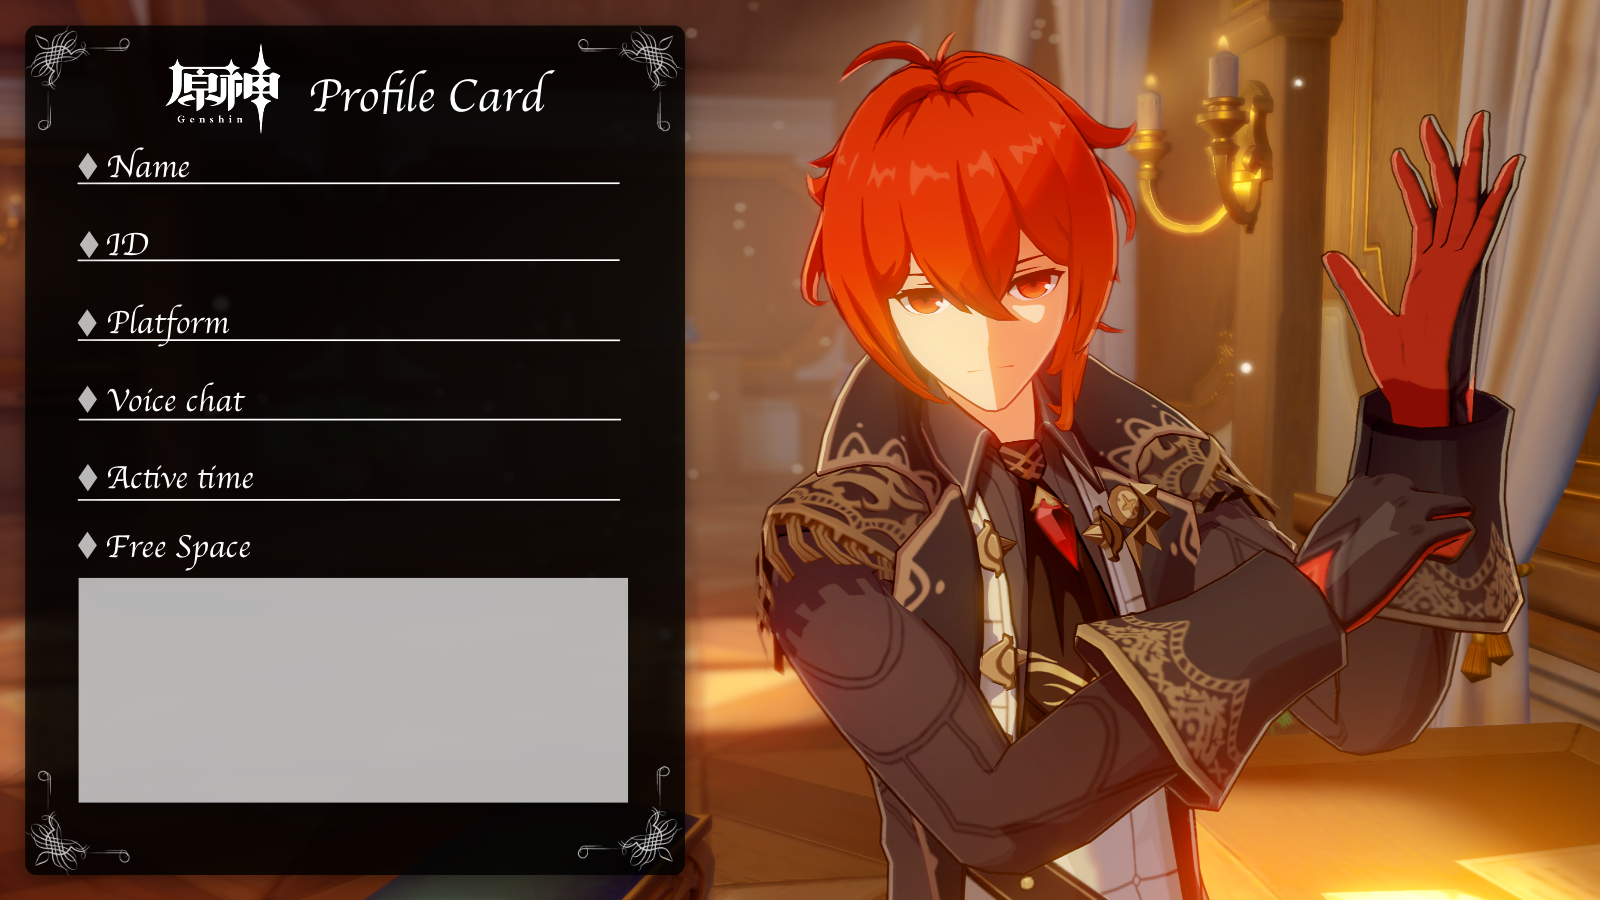 原神
Genshin
Profile Card
Name
ID
Platform
Voice chat
Active time
Free Space